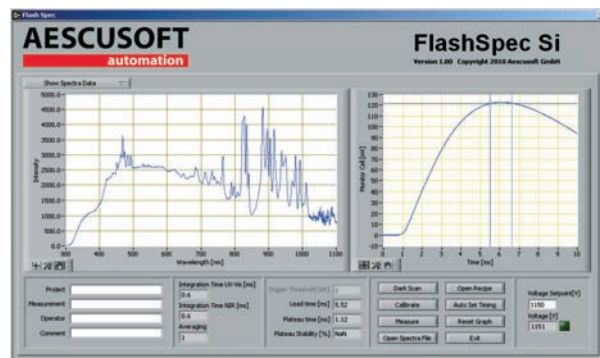 Flash Spec
AESCUSOFT
automation
FlashSpec Si
Version 1.00 Copyright 2010 Aescusoft GmbH
Show Spectra Data
5000.0
4500.0
4000.0
3500.0
3000.0
2500.0
2000.0
1500.0
1000.0
500.0
0.0
Intensity
300 400 500 600 700 800 900 1000 1100
Wavelength [nm]
130
120
110
100
90
80
70
60
50
40
30
20
10
0
-10
Monitor Cell [mV]
0 1 2 3 4 5 6 7 8 9 10
Time [ms]
Project
Measurement
Operator
Comment
Integration Time UV-Vis [ms]
0.6
Integration Time NIR [ms]
0.6
Averaging
1
Trigger Threshold [mV]
Lead time [ms] 5.52
Plateau time [ms] 1.12
Plateau Stability [%] NaN
Dark Scan
Open Recipe
Calibrate
Auto Set Timing
Measure
Reset Graph
Open Spectra File
Exit
Voltage Setpoint[V]
1150
Voltage [V]
1151